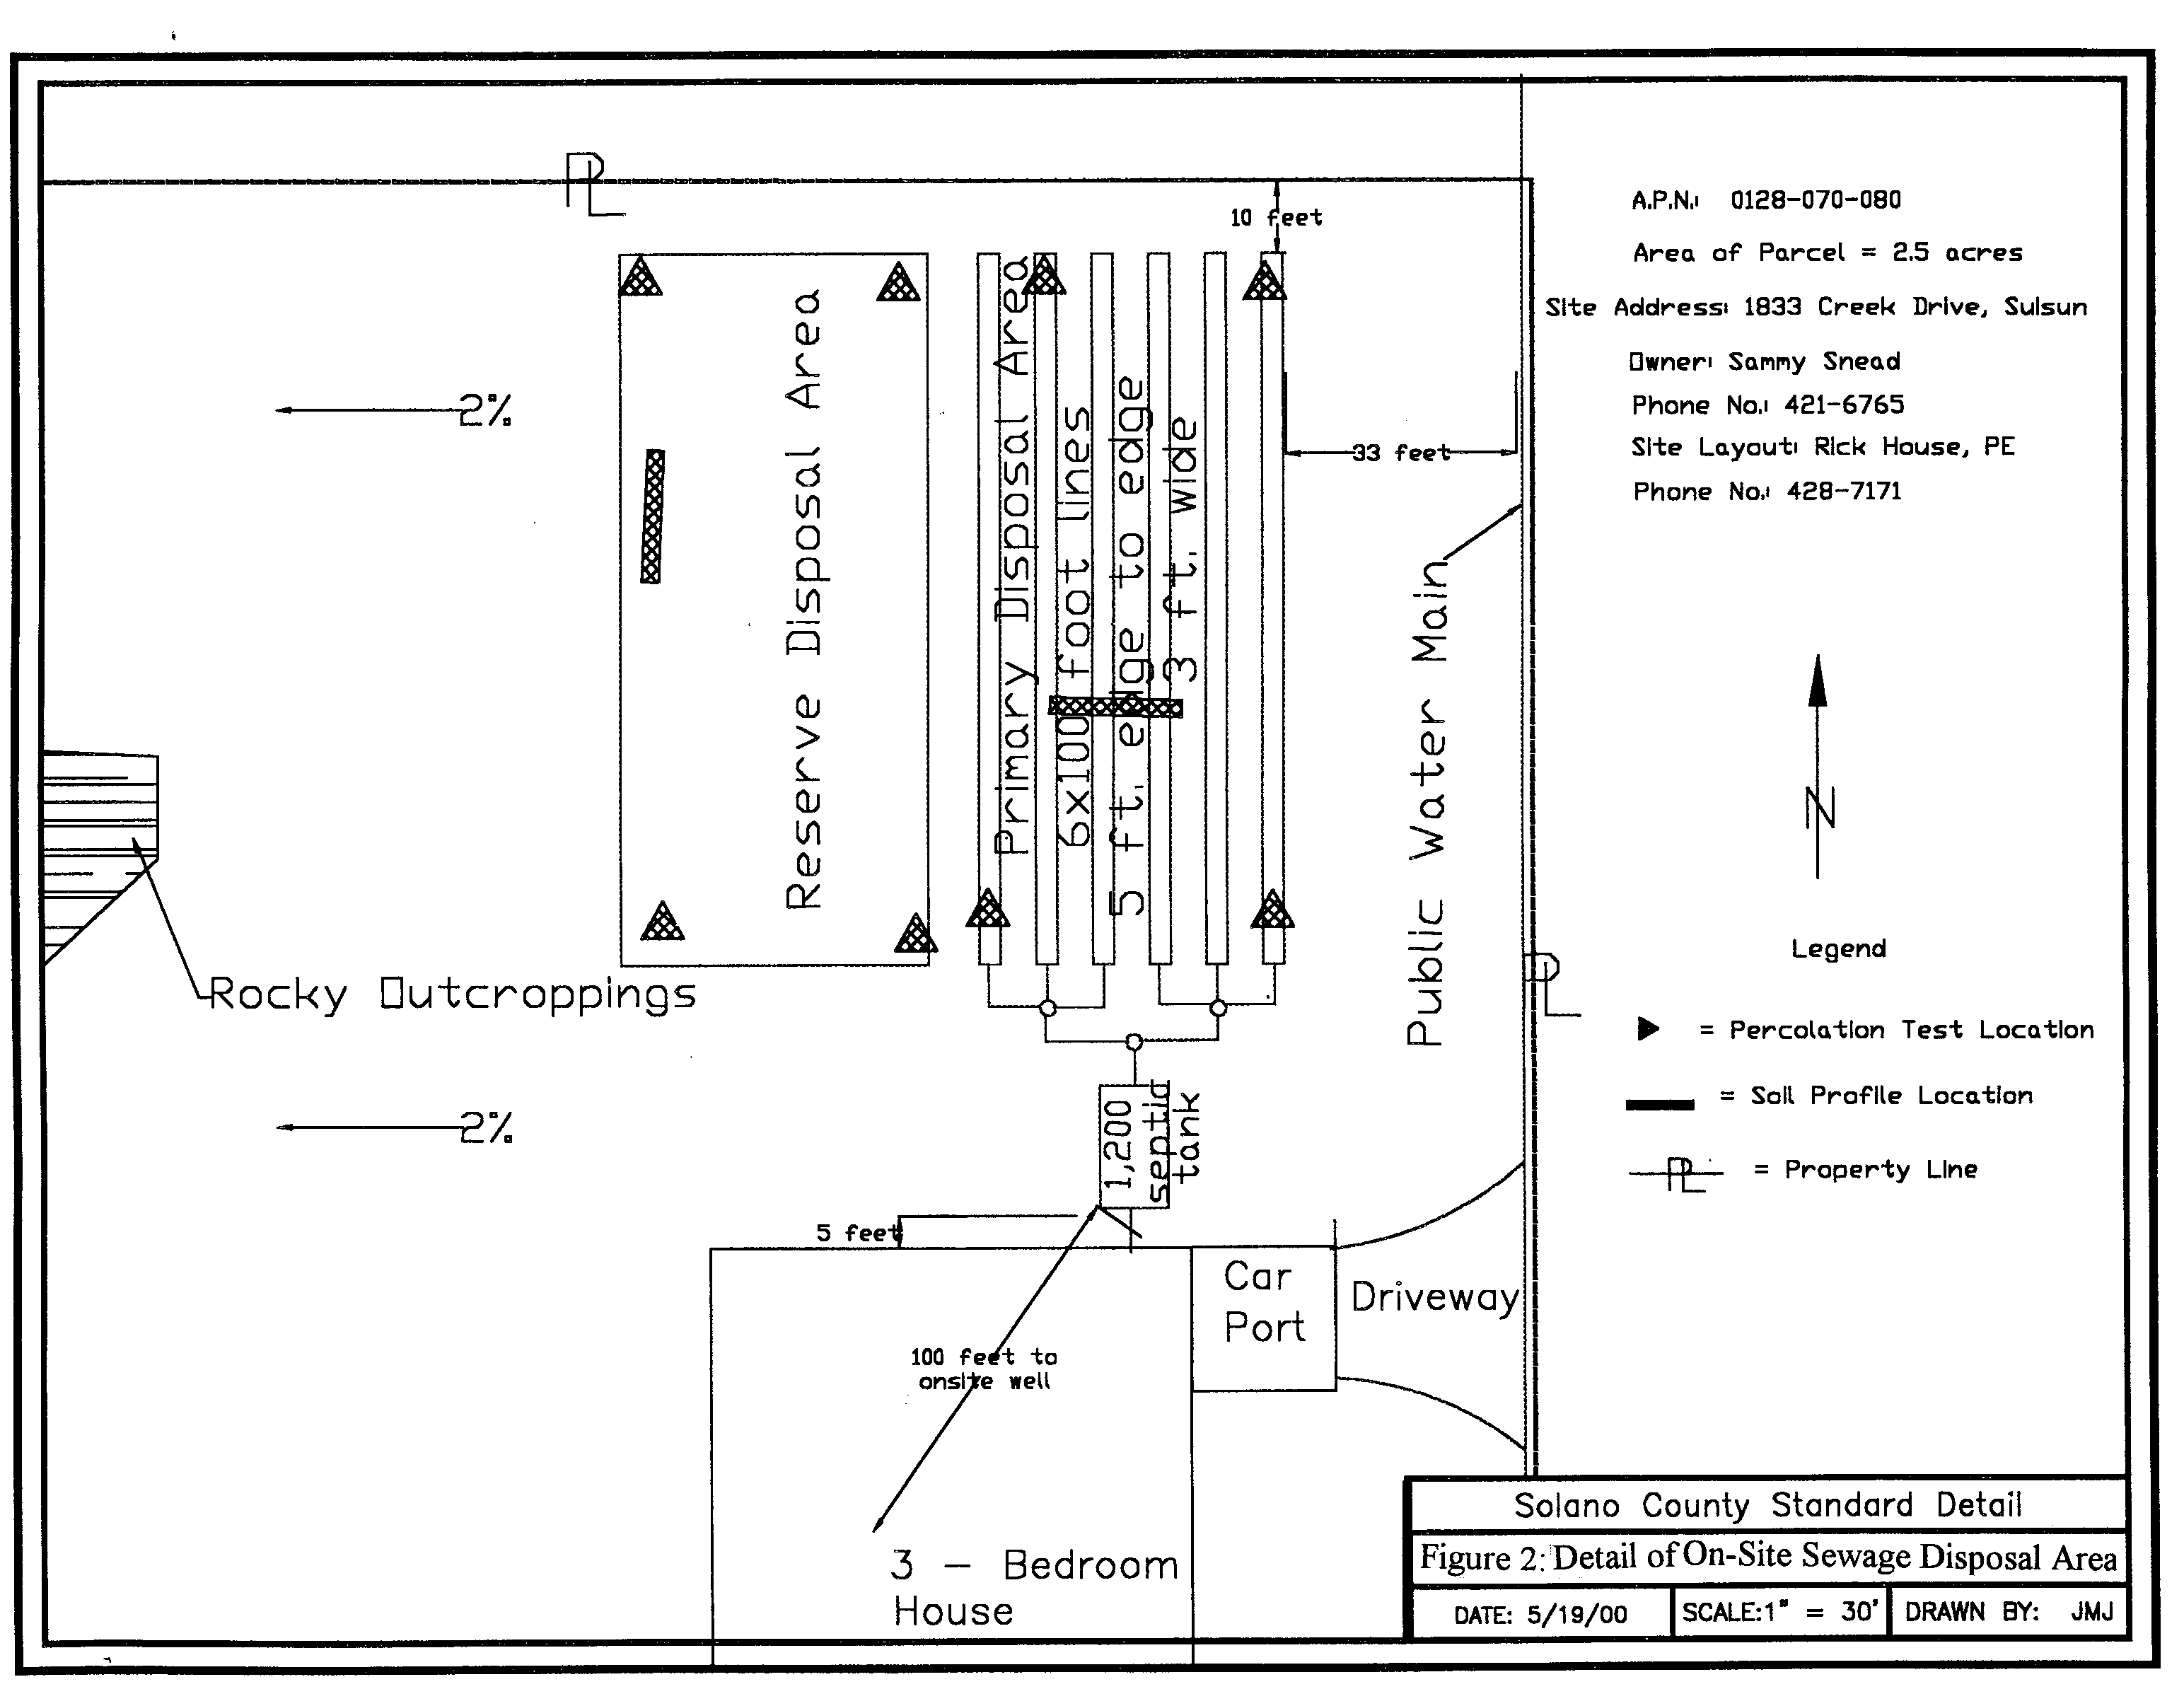 PL
10 feet
A.P.N.: 0128-070-080
Area of Parcel = 2.5 acres
Site Address: 1833 Creek Drive, Suisun
Owner: Sammy Snead
Phone No.: 421-6765
Site Layout: Rick House, PE
Phone No.: 428-7171
2%
33 feet
Reserve Disposal Area
Primary Disposal Area
6x100 foot lines
5 ft. edge to edge
3 ft. wide
Public Water Main
N
Rocky Outcroppings
PL
Legend
= Percolation Test Location
= Soil Profile Location
PL = Property Line
2%
1,200
septic
tank
5 feet
Car
Port
Driveway
100 feet to
onsite well
3 - Bedroom
House
Solano County Standard Detail
Figure 2: Detail of On-Site Sewage Disposal Area
DATE: 5/19/00 SCALE:1" = 30' DRAWN BY: JMJ